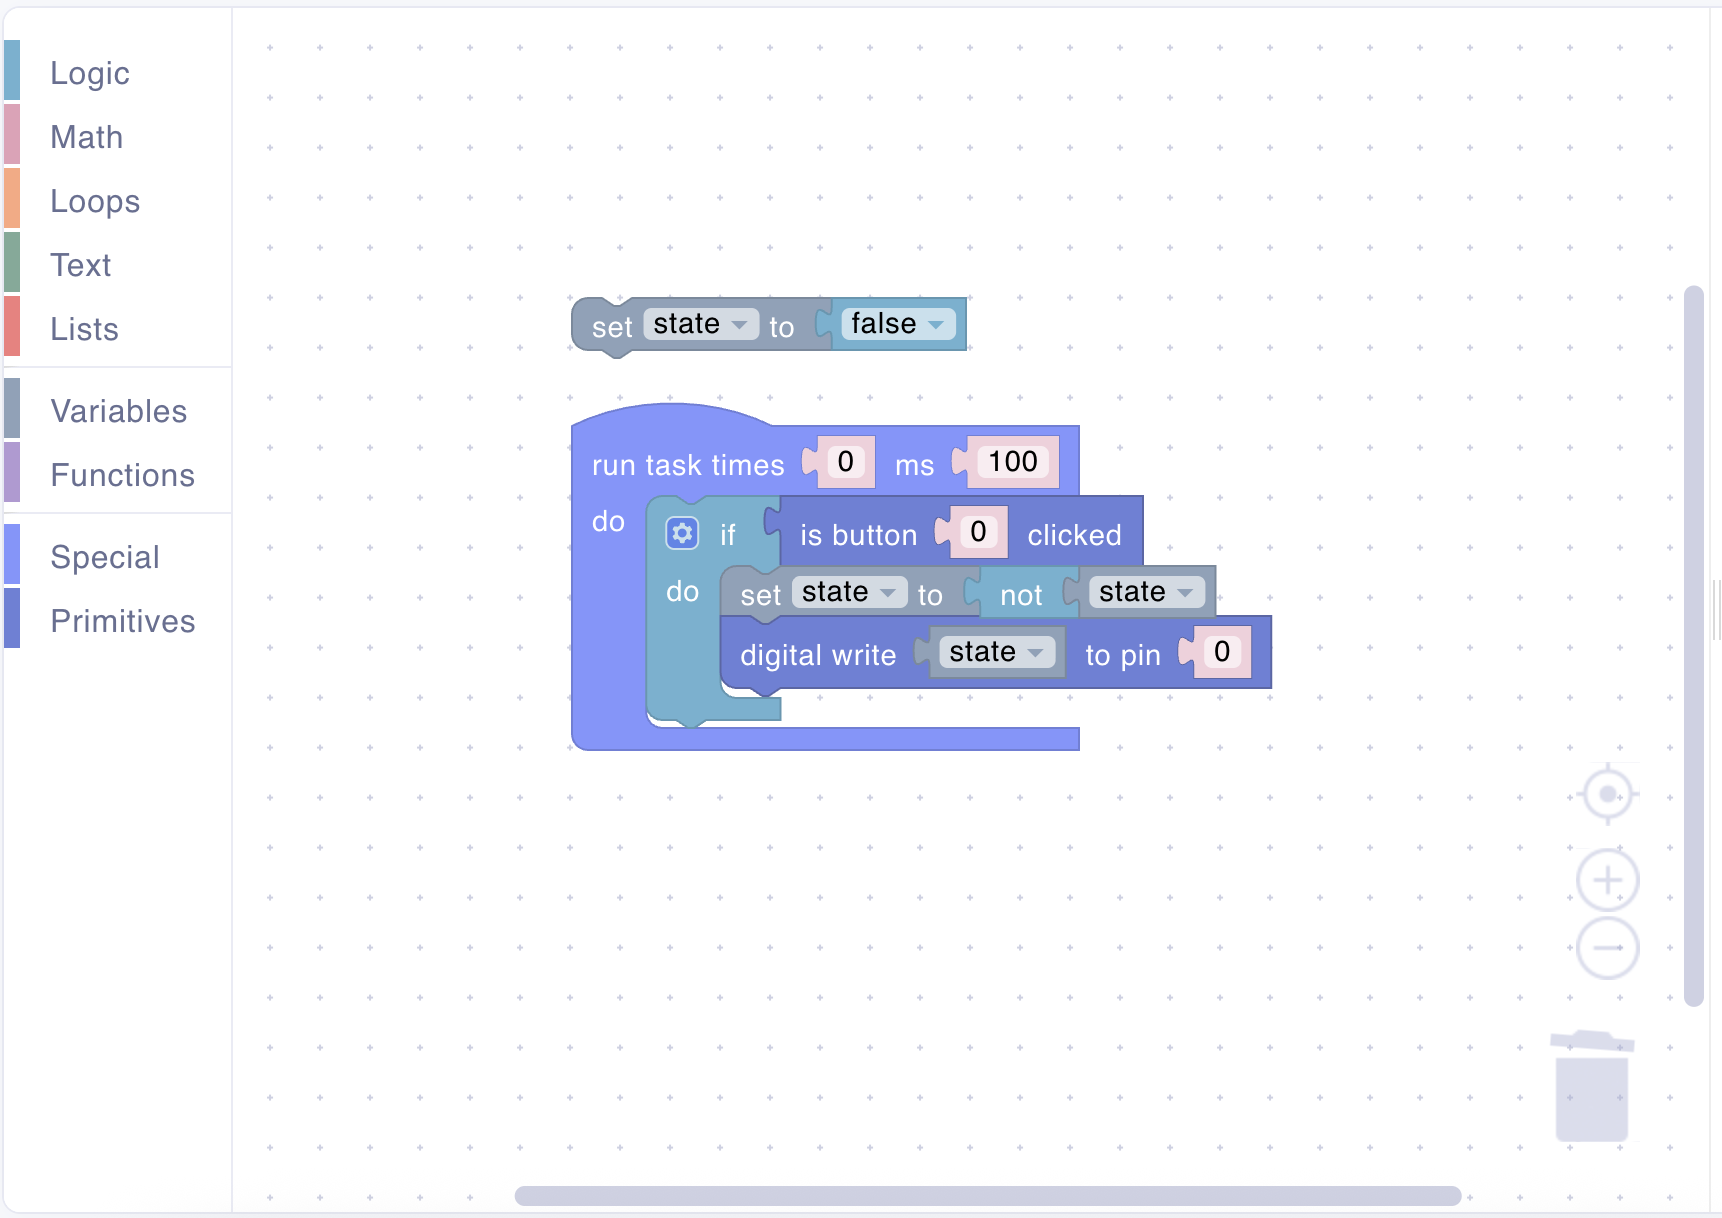 Logic
Math
Loops
Text
Lists
Variables
Functions
Special
Primitives
set state to false
run task times 0 ms 100
do if is button 0 clicked
do set state to not state
digital write state to pin 0